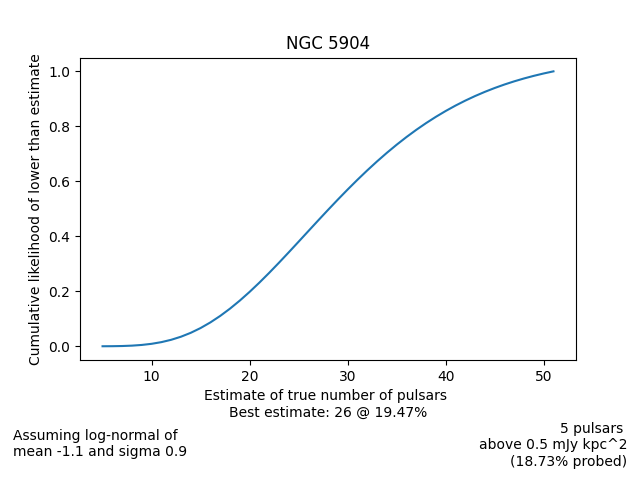 NGC 5904
Cumulative likelihood of lower than estimate
1.0
0.8
0.6
0.4
0.2
0.0
10 20 30 40 50
Estimate of true number of pulsars
Best estimate: 26 @ 19.47%
Assuming log-normal of
mean -1.1 and sigma 0.9
5 pulsars
above 0.5 mJy kpc^2
(18.73% probed)